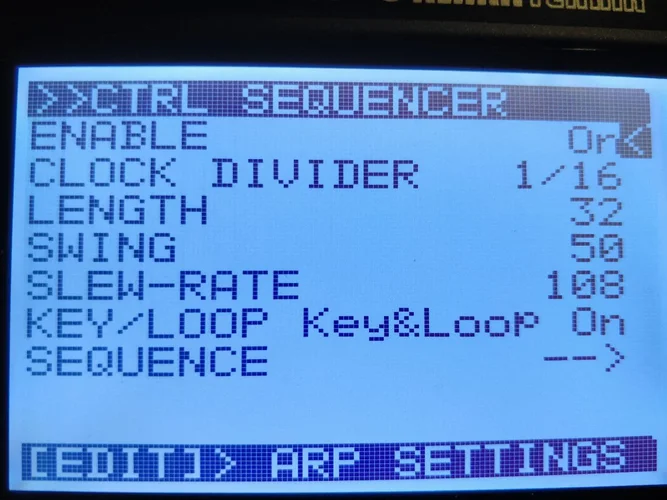 >>CTRL SEQUENCER
ENABLE On<
CLOCK DIVIDER 1/16
LENGTH 32
SWING 50
SLEW-RATE 108
KEY/LOOP Key&Loop On
SEQUENCE -->
[EDIT]> ARP SETTINGS